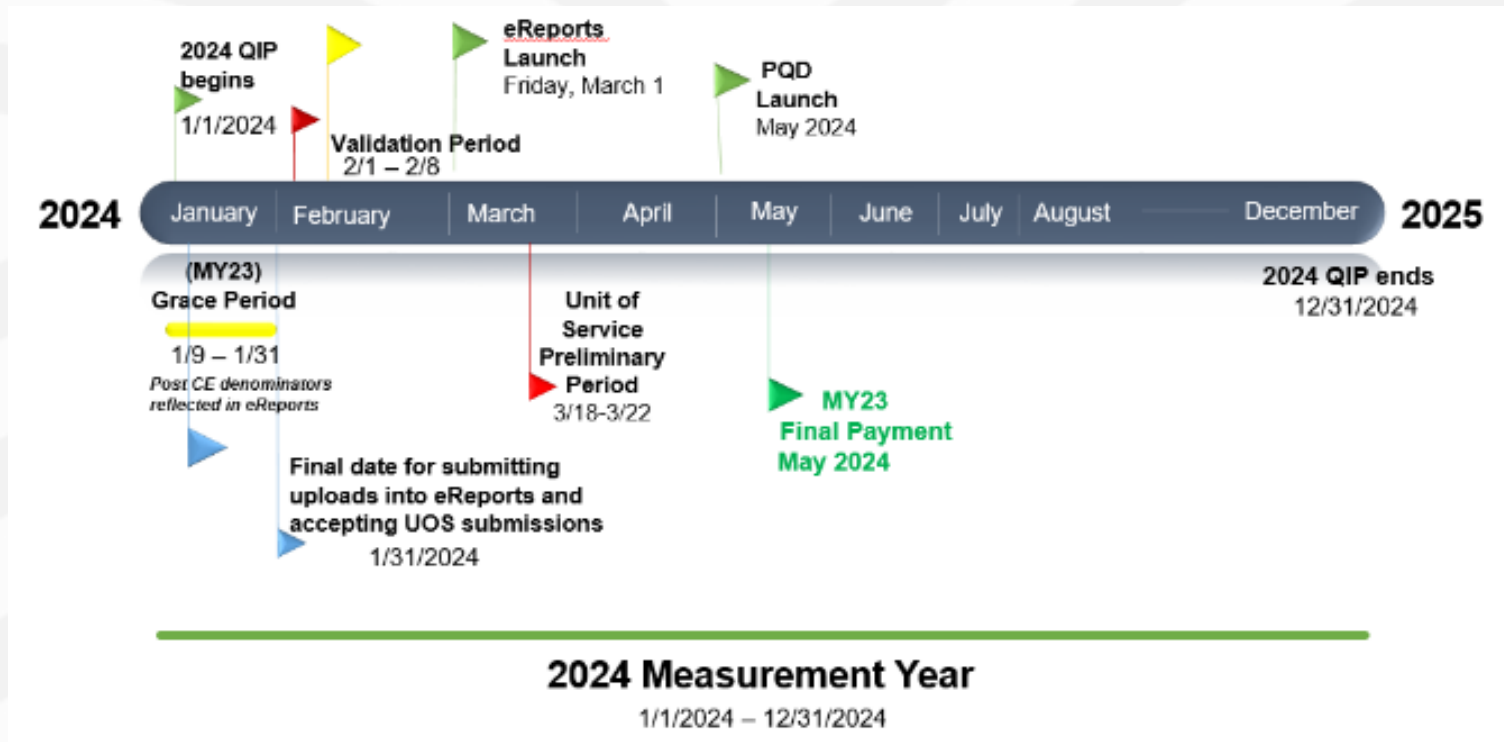 2024 QIP
begins
1/1/2024
Validation Period
2/1 – 2/8
eReports
Launch
Friday, March 1
PQD
Launch
May 2024
2024
January
February
March
April
May
June
July
August
December
2025
(MY23)
Grace Period
1/9 – 1/31
Post CE denominators
reflected in eReports
Final date for submitting
uploads into eReports and
accepting UOS submissions
1/31/2024
Unit of
Service
Preliminary
Period
3/18-3/22
MY23
Final Payment
May 2024
2024 QIP ends
12/31/2024
2024 Measurement Year
1/1/2024 – 12/31/2024